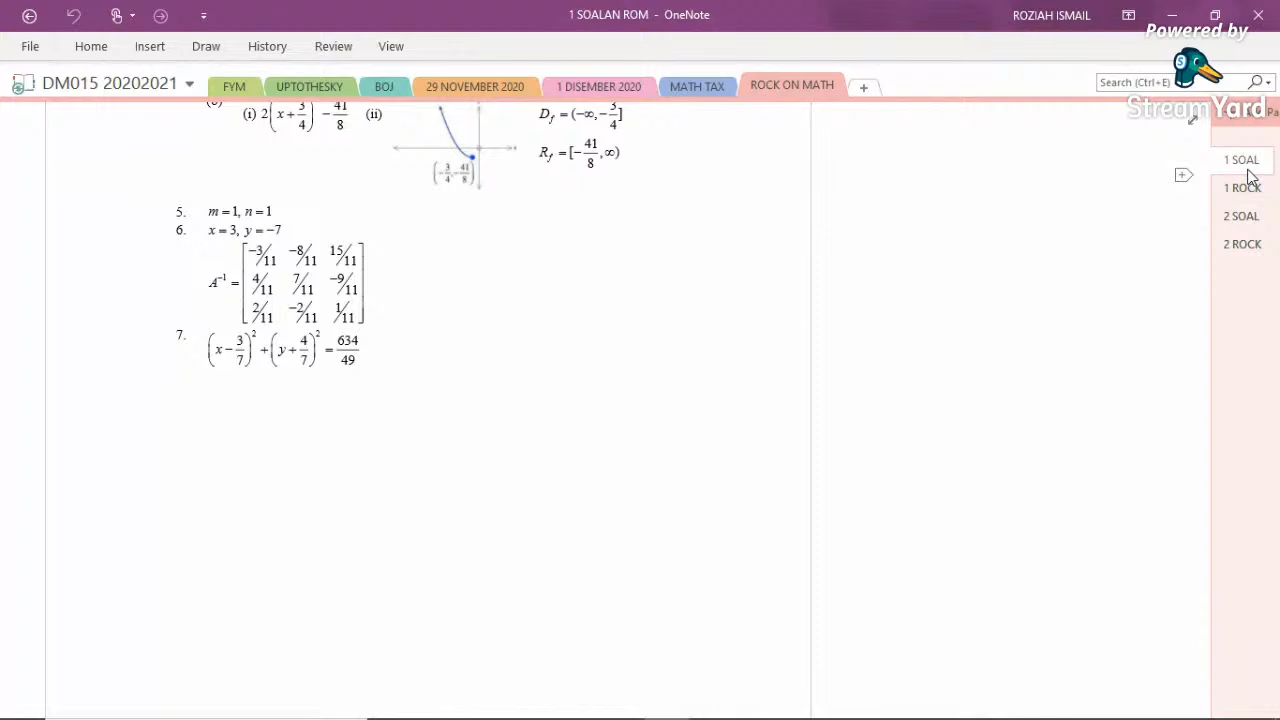 1 SOALAN ROM - OneNote
ROZIAH ISMAIL
Powered by
StreamYard
File Home Insert Draw History Review View
DM015 20202021 FYM UPTOTHESKY BOJ 29 NOVEMBER 2020 1 DISEMBER 2020 MATH TAX ROCK ON MATH
Search (Ctrl+E)
(i) 2(x + 3/4) - 41/8 (ii)
D_f = (-∞, -3/4]
R_f = [-41/8, ∞)
(-3/4, -41/8)
5. m = 1, n = 1
6. x = 3, y = -7
A⁻¹ = [-3/11 -8/11 15/11
4/11 7/11 -9/11
2/11 -2/11 1/11]
7. (x - 3/7)² + (y + 4/7)² = 634/49
1 SOAL
1 ROCK
2 SOAL
2 ROCK